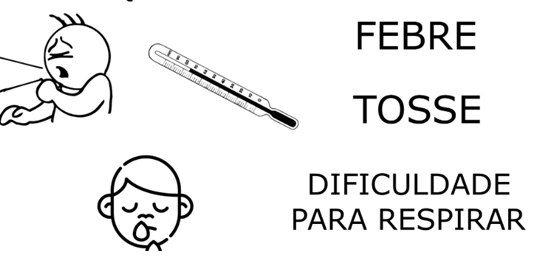 FEBRE
TOSSE
DIFICULDADE
PARA RESPIRAR